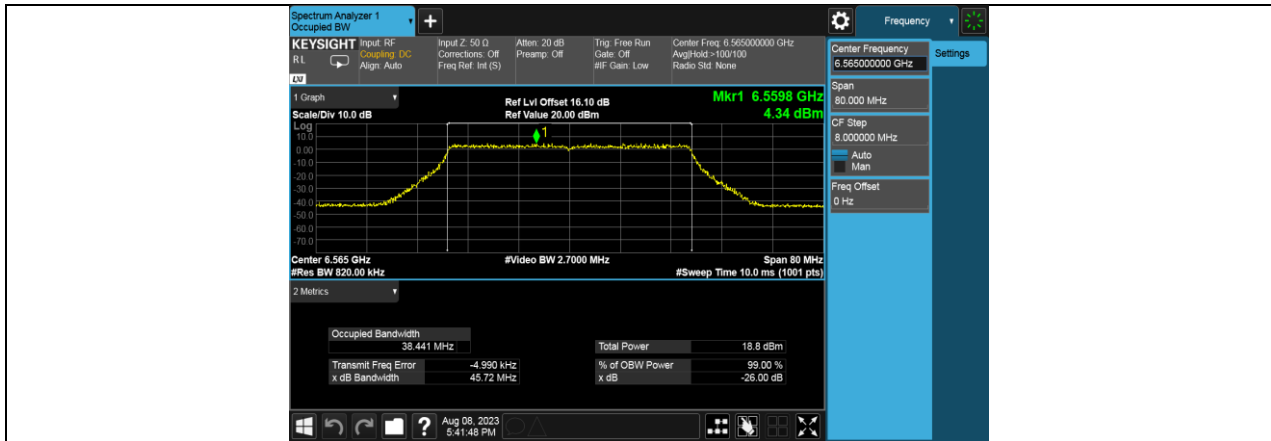 Spectrum Analyzer 1
Occupied BW
Frequency
KEYSIGHT
R L
LXI
Input: RF
Coupling: DC
Align: Auto
Input Z: 50 Ω
Corrections: Off
Freq Ref: Int (S)
Atten: 20 dB
Preamp: Off
Trig: Free Run
Gate: Off
#IF Gain: Low
Center Freq: 6.565000000 GHz
Avg|Hold:>100/100
Radio Std: None
Center Frequency
6.565000000 GHz
Settings
Span
80.000 MHz
CF Step
8.000000 MHz
Auto
Man
Freq Offset
0 Hz
1 Graph
Scale/Div 10.0 dB
Ref Lvl Offset 16.10 dB
Ref Value 20.00 dBm
Mkr1 6.5598 GHz
4.34 dBm
Log
10.0
0.00
-10.0
-20.0
-30.0
-40.0
-50.0
-60.0
-70.0
1
Center 6.565 GHz
#Res BW 820.00 kHz
#Video BW 2.7000 MHz
Span 80 MHz
#Sweep Time 10.0 ms (1001 pts)
2 Metrics
Occupied Bandwidth
38.441 MHz
Transmit Freq Error -4.990 kHz
x dB Bandwidth 45.72 MHz
Total Power 18.8 dBm
% of OBW Power 99.00 %
x dB -26.00 dB
?
Aug 08, 2023
5:41:48 PM